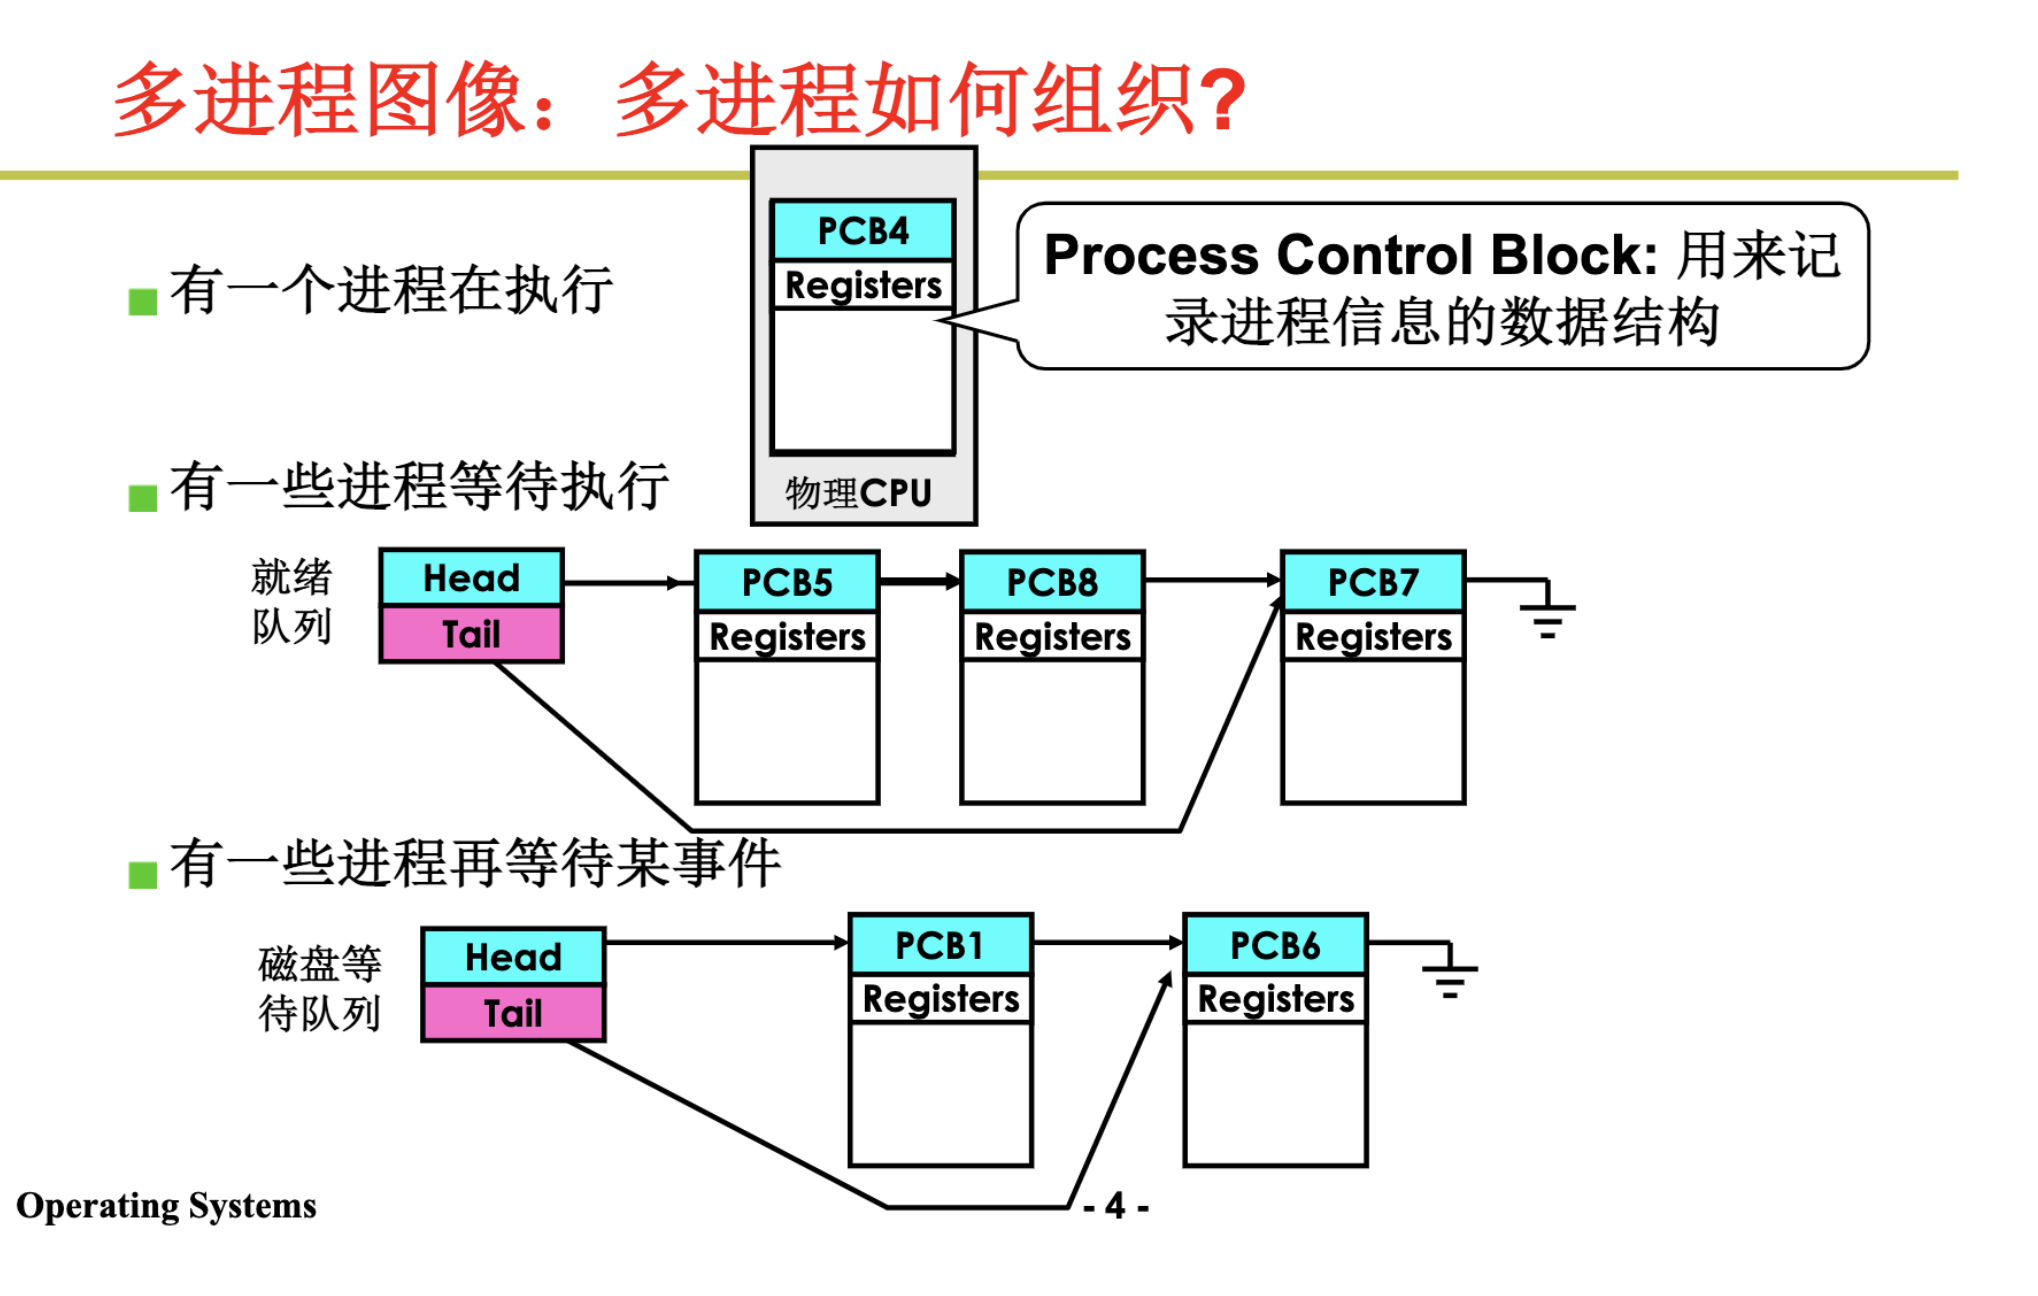 多进程图像：多进程如何组织?
PCB4
Registers
物理CPU
Process Control Block: 用来记
录进程信息的数据结构
有一个进程在执行
有一些进程等待执行
就绪
队列
Head
Tail
PCB5
Registers
PCB8
Registers
PCB7
Registers
有一些进程再等待某事件
磁盘等
待队列
Head
Tail
PCB1
Registers
PCB6
Registers
Operating Systems
- 4 -